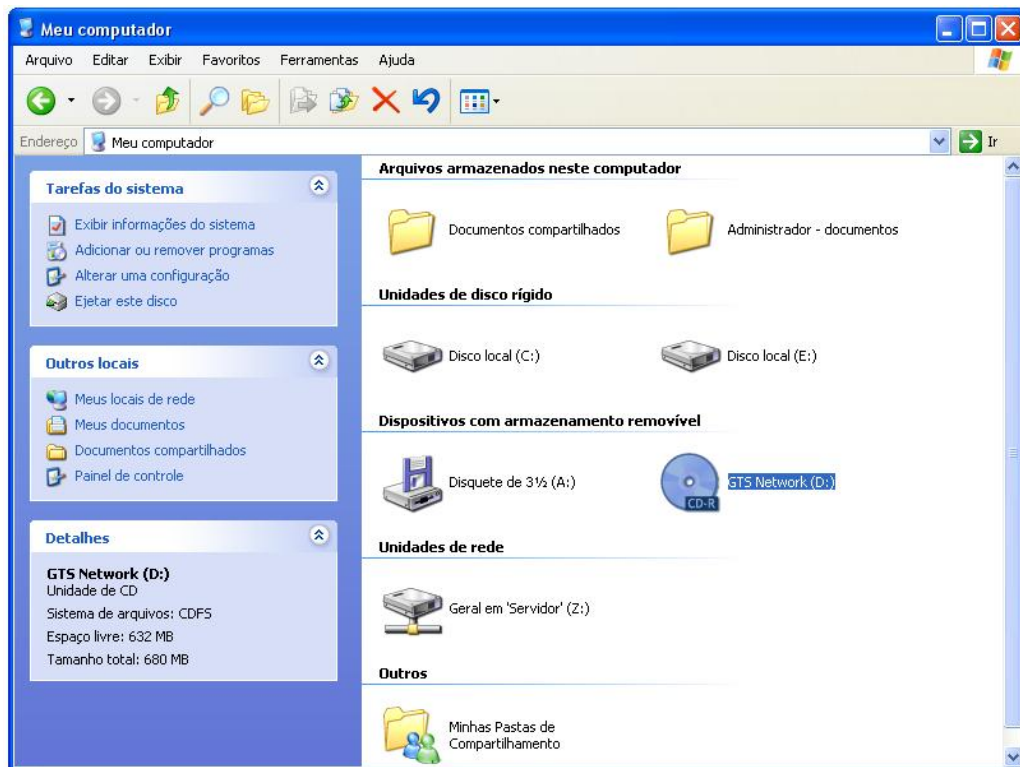 Meu computador
Arquivo Editar Exibir Favoritos Ferramentas Ajuda
Endereço Meu computador Ir
Tarefas do sistema
Exibir informações do sistema
Adicionar ou remover programas
Alterar uma configuração
Ejetar este disco
Outros locais
Meus locais de rede
Meus documentos
Documentos compartilhados
Painel de controle
Detalhes
GTS Network (D:)
Unidade de CD
Sistema de arquivos: CDFS
Espaço livre: 632 MB
Tamanho total: 680 MB
Arquivos armazenados neste computador
Documentos compartilhados
Administrador - documentos
Unidades de disco rígido
Disco local (C:)
Disco local (E:)
Dispositivos com armazenamento removível
Disquete de 3½ (A:)
CD-R
GTS Network (D:)
Unidades de rede
Geral em 'Servidor' (Z:)
Outros
Minhas Pastas de
Compartilhamento